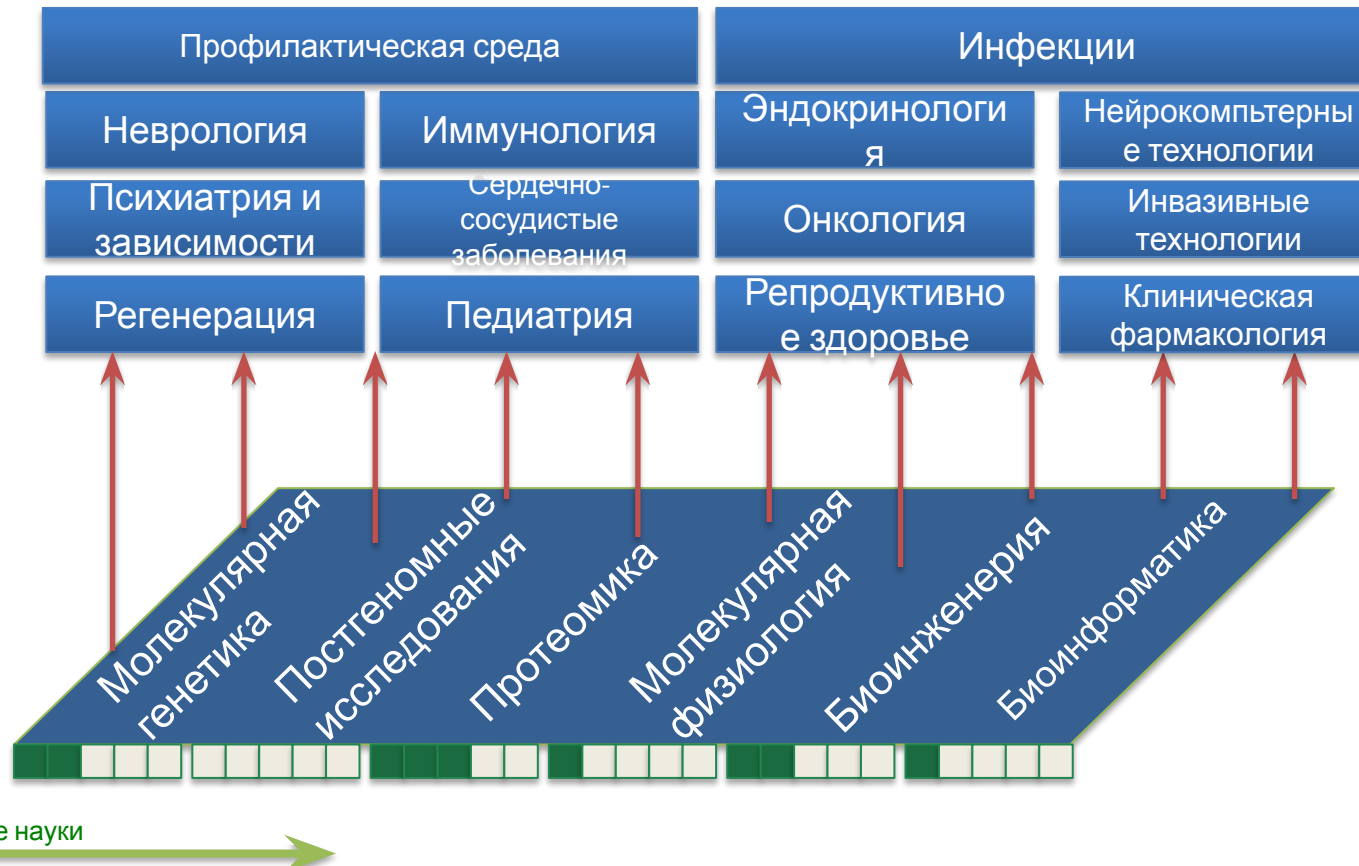 Профилактическая среда
Инфекции
Неврология
Иммунология
Эндокринологи
я
Нейрокомпьтерны
е технологии
Психиатрия и
зависимости
Сердечно-
сосудистые
заболевания
Онкология
Инвазивные
технологии
Регенерация
Педиатрия
Репродуктивно
е здоровье
Клиническая
фармакология
Молекулярная
генетика
Постгеномные
исследования
Протеомика
Молекулярная
физиология
Биоинженерия
Биоинформатика
е науки